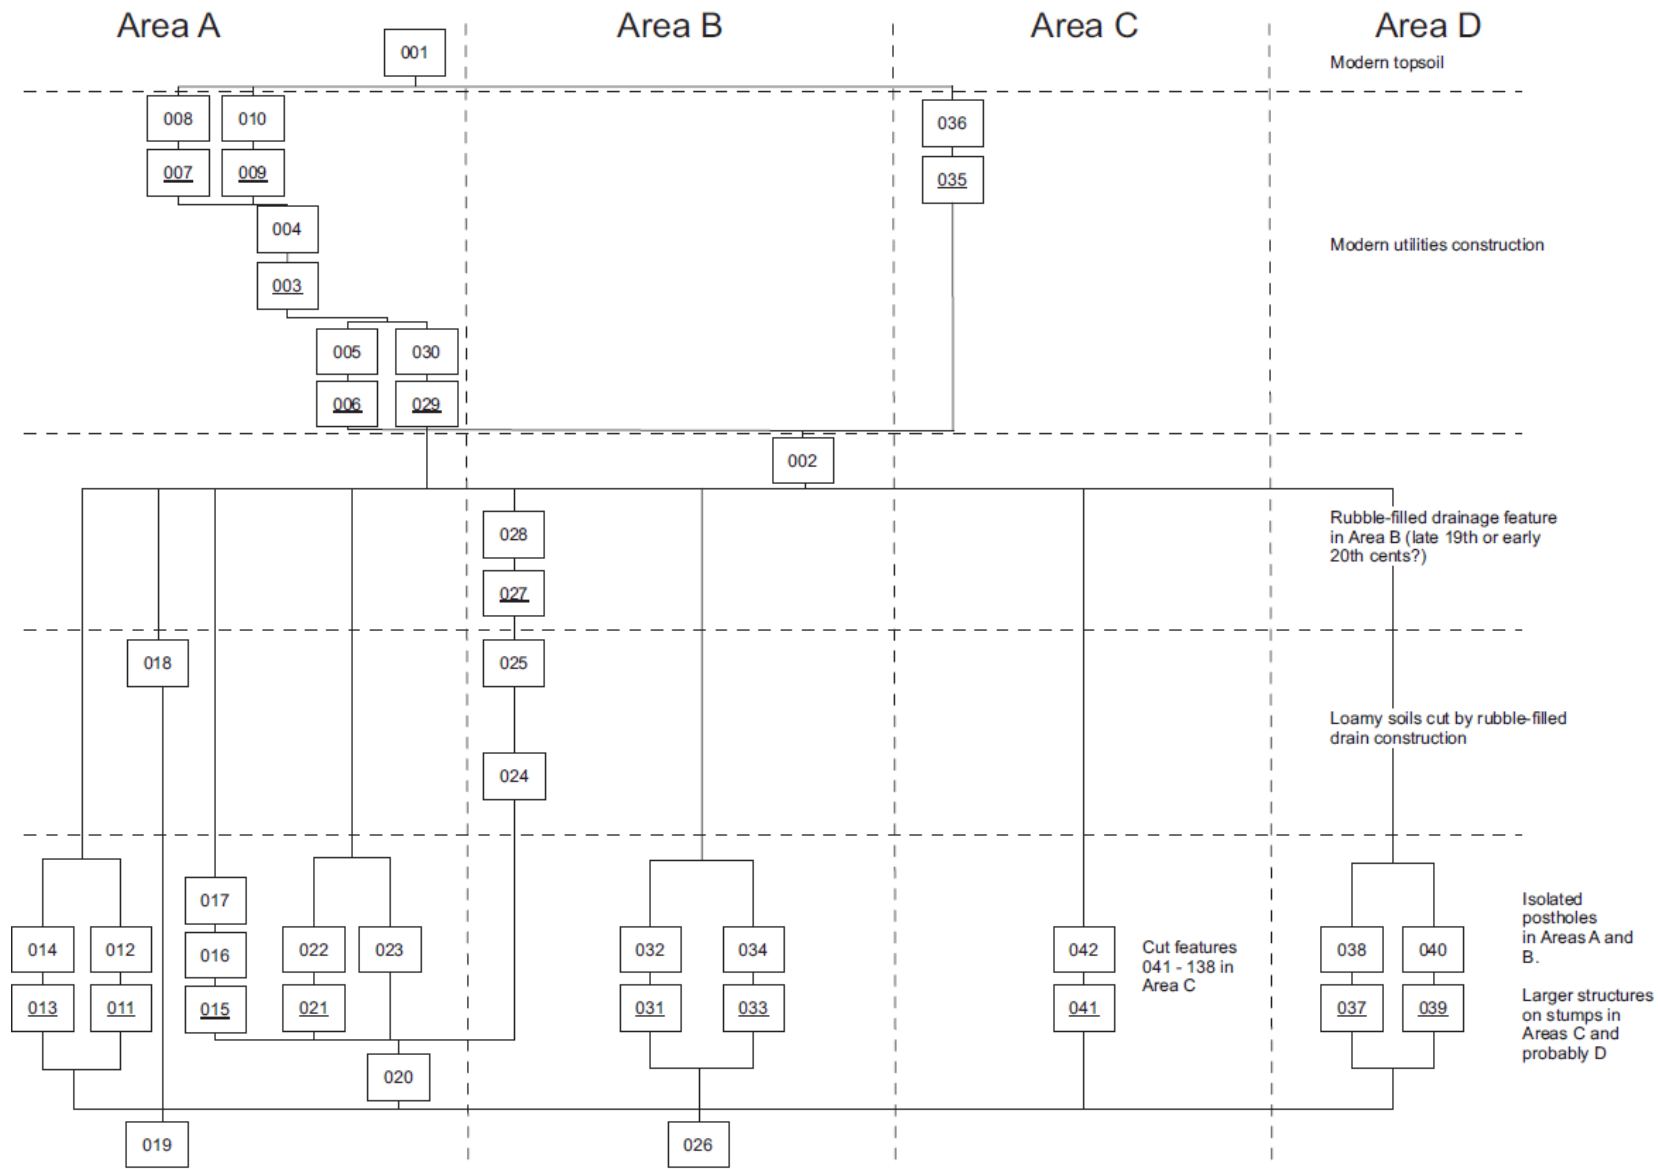 Area A
Area B
Area C
Area D
001
Modern topsoil
008
010
036
007
009
035
004
Modern utilities construction
003
005
030
006
029
002
028
Rubble-filled drainage feature
in Area B (late 19th or early
20th cents?)
027
018
025
Loamy soils cut by rubble-filled
drain construction
024
017
014
012
016
022
023
032
034
042
Cut features
041 - 138 in
Area C
038
040
Isolated
postholes
in Areas A and
B.
013
011
015
021
031
033
041
037
039
Larger structures
on stumps in
Areas C and
probably D
020
019
026